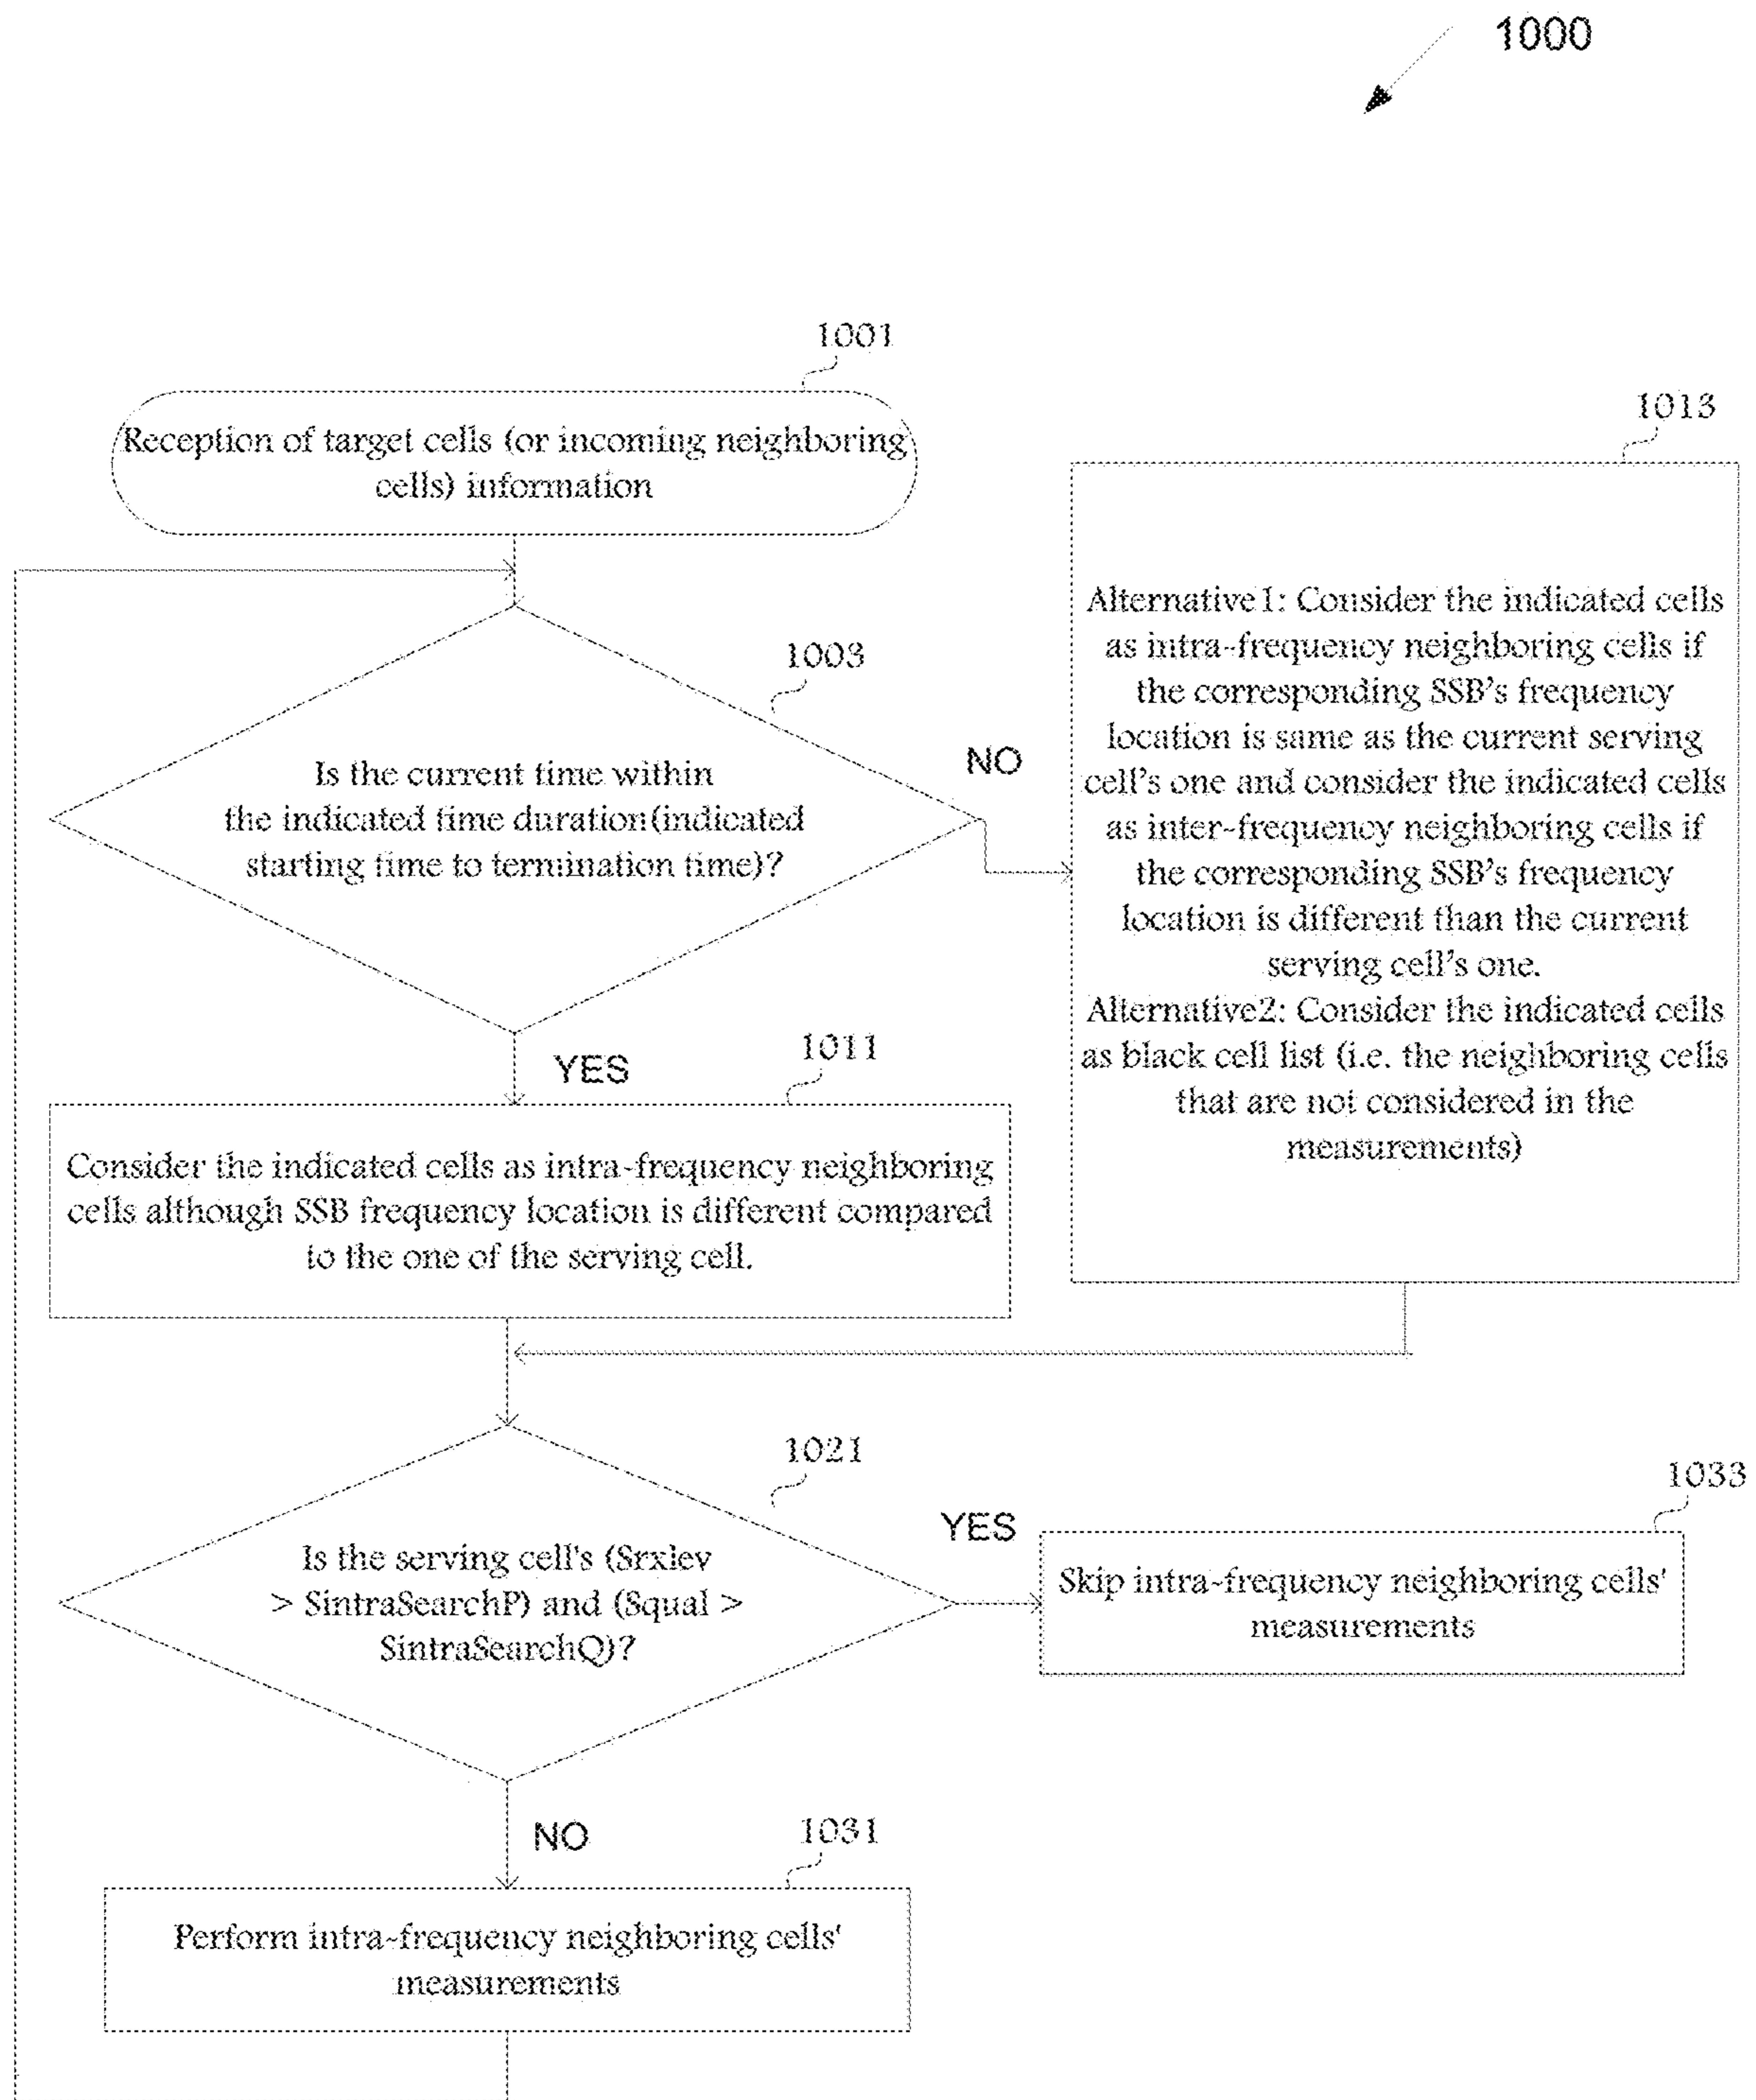 1000
1001
Reception of target cells (or incoming neighboring
cells) information
1013
Alternative1: Consider the indicated cells
as intra-frequency neighboring cells if
the corresponding SSB's frequency
location is same as the current serving
cell's one and consider the indicated cells
as inter-frequency neighboring cells if
the corresponding SSB's frequency
location is different than the current
serving cell's one.
Alternative2: Consider the indicated cells
as black cell list (i.e. the neighboring cells
that are not considered in the
measurements)
1003
Is the current time within
the indicated time duration(indicated
starting time to termination time)?
NO
YES
1011
Consider the indicated cells as intra-frequency neighboring
cells although SSB frequency location is different compared
to the one of the serving cell.
1021
Is the serving cell's (Srxlev
> SintraSearchP) and (Squal >
SintraSearchQ)?
YES
1033
Skip intra-frequency neighboring cells'
measurements
NO
1031
Perform intra-frequency neighboring cells'
measurements